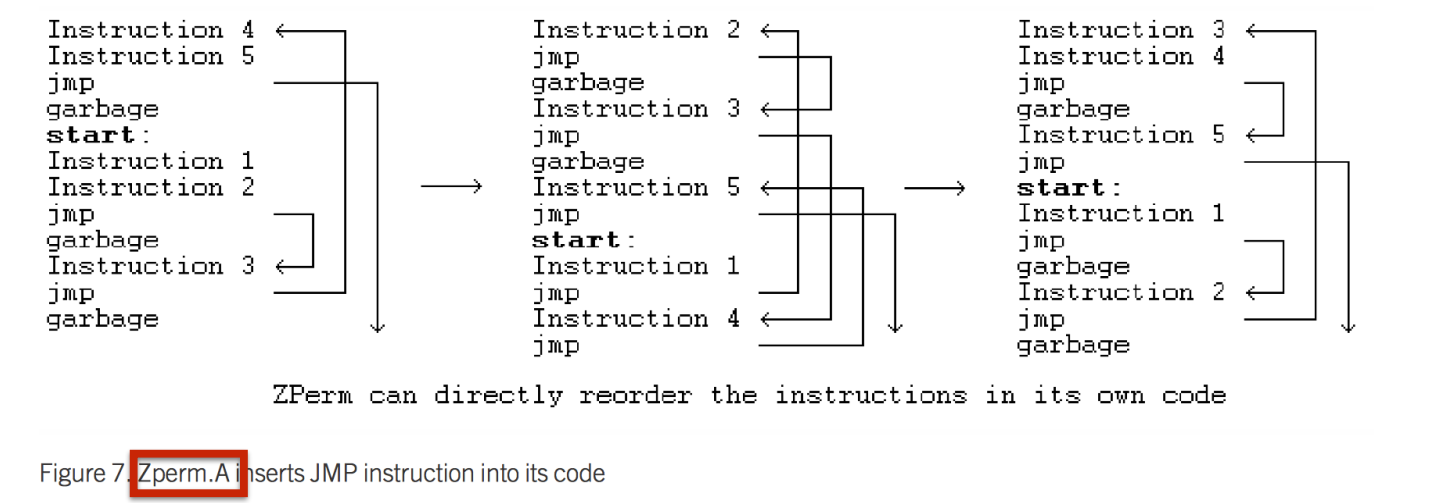 Instruction 4
Instruction 5
jmp
garbage
start:
Instruction 1
Instruction 2
jmp
garbage
Instruction 3
jmp
garbage
Instruction 2
jmp
garbage
Instruction 3
jmp
garbage
Instruction 5
jmp
start:
Instruction 1
jmp
Instruction 4
jmp
Instruction 3
Instruction 4
jmp
garbage
Instruction 5
jmp
start:
Instruction 1
jmp
garbage
Instruction 2
jmp
garbage
ZPerm can directly reorder the instructions in its own code
Figure 7. Zperm.A inserts JMP instruction into its code